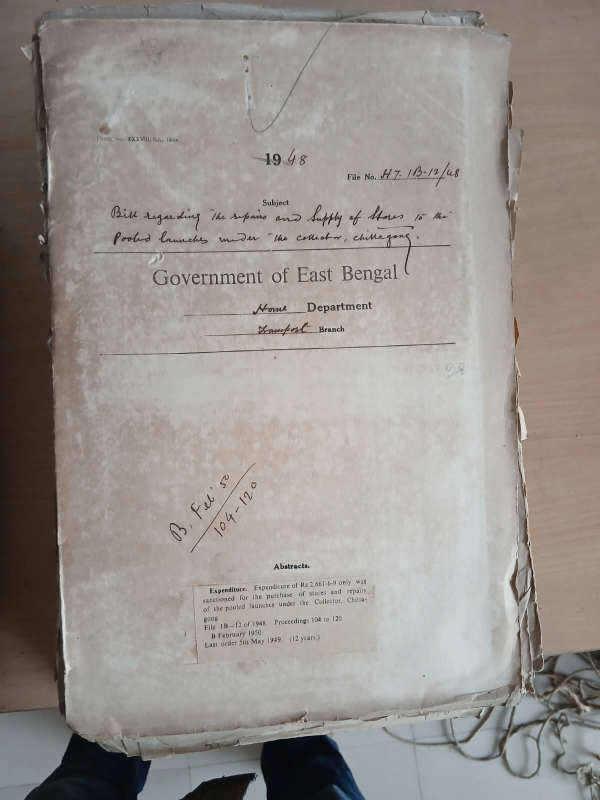 1948
File No. H7. 1B-12/48
Subject
Bill regarding the repairs and supply of stores to the
pooled launches under the collector, chittagong.
Government of East Bengal
Home Department
Transport Branch
98
B. Feb '50
104-120
Abstracts.
Expenditure. Expenditure of Rs 2,661-6-9 only was
sanctioned for the purchase of stores and repairs
of the pooled launches under the Collector, Chitta-
gong
File 1B—12 of 1948. Proceedings 104 to 120
B February 1950.
Last order 5th May 1949. (12 years.)